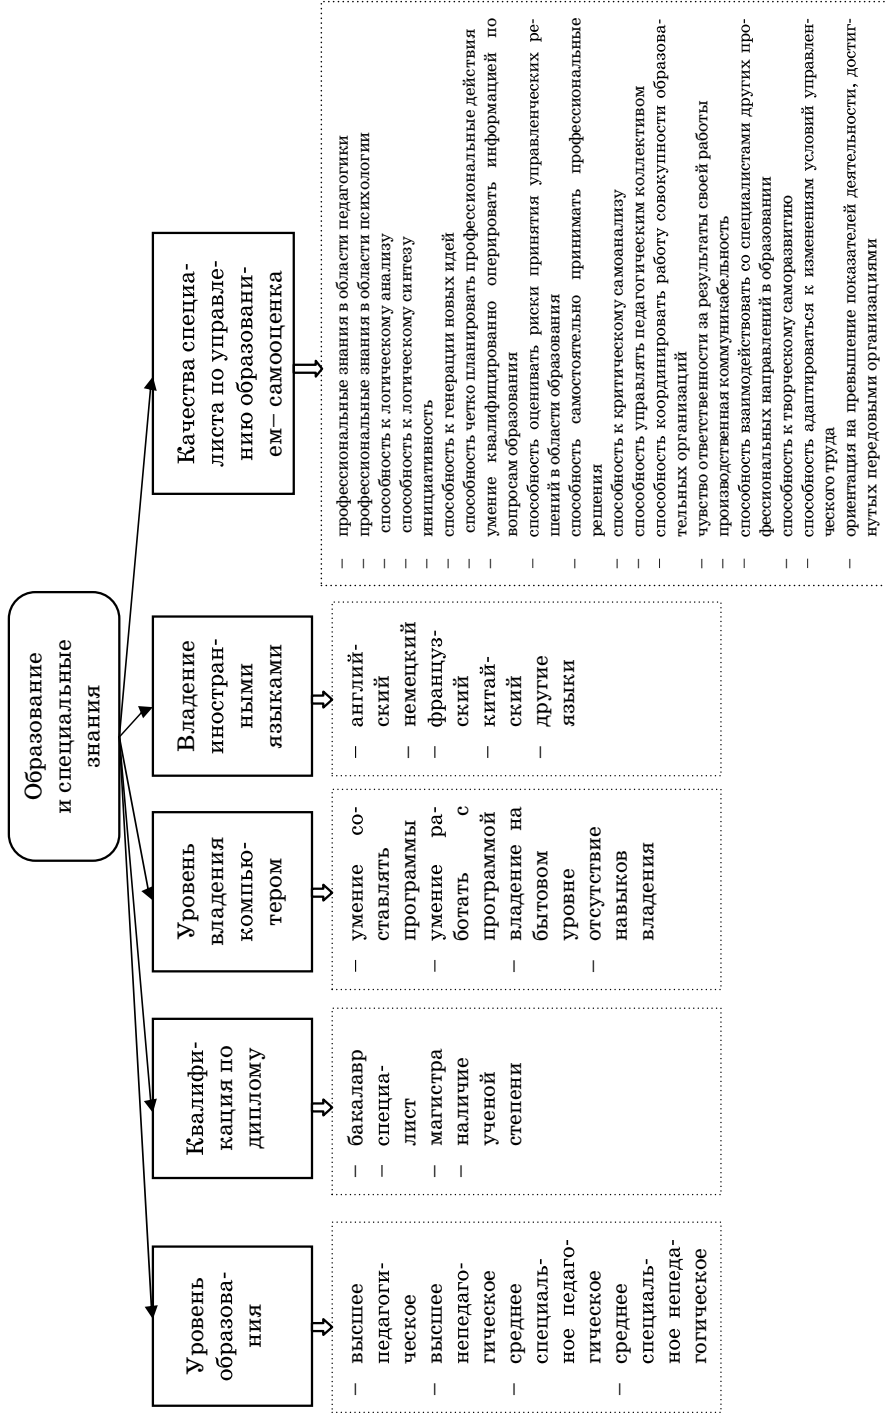 Образование
и специальные
знания
Уровень
образова-
ния
– высшее
педагоги-
ческое
– высшее
непедаго-
гическое
– среднее
специаль-
ное педаго-
гическое
– среднее
специаль-
ное непеда-
гогическое
Квалифи-
кация по
диплому
– бакалавр
– специа-
лист
– магистра
– наличие
ученой
степени
Уровень
владения
компью-
тером
– умение со-
ставлять
программы
– умение ра-
ботать с
программой
– владение на
бытовом
уровне
– отсутствие
навыков
владения
Владение
иностран-
ными
языками
– англий-
ский
– немецкий
– француз-
ский
– китай-
ский
– другие
языки
Качества специа-
листа по управле-
нию образовани-
ем– самооценка
– профессиональные знания в области педагогики
– профессиональные знания в области психологии
– способность к логическому анализу
– способность к логическому синтезу
– инициативность
– способность к генерации новых идей
– способность четко планировать профессиональные действия
– умение квалифицированно оперировать информацией по
вопросам образования
– способность оценивать риски принятия управленческих ре-
шений в области образования
– способность самостоятельно принимать профессиональные
решения
– способность к критическому самоанализу
– способность управлять педагогическим коллективом
– способность координировать работу совокупности образова-
тельных организаций
– чувство ответственности за результаты своей работы
– производственная коммуникабельность
– способность взаимодействовать со специалистами других про-
фессиональных направлений в образовании
– способность к творческому саморазвитию
– способность адаптироваться к изменениям условий управлен-
ческого труда
– ориентация на превышение показателей деятельности, достиг-
нутых передовыми организациями